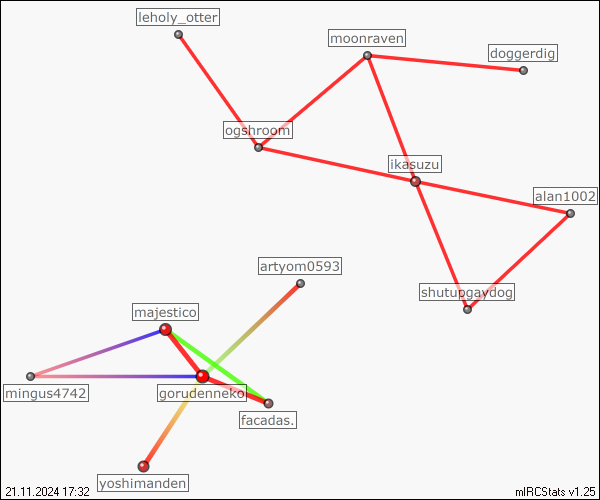 leholy_otter
moonraven
doggerdig
ogshroom
ikasuzu
alan1002
artyom0593
shutupgavdog
majestico
mingus4742
gorudenneko
facadas.
yoshimanden
21.11.2024 17:32
mIRCStats v1.25